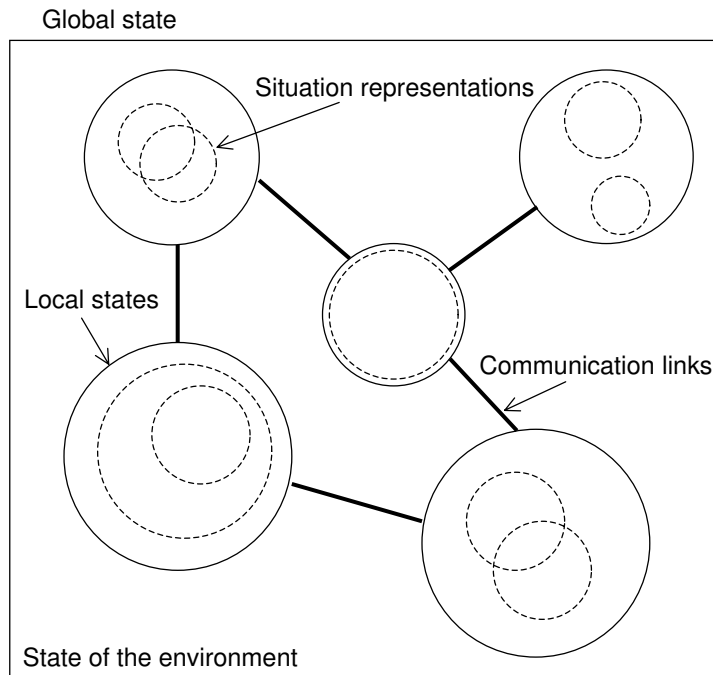 Global state
Situation representations
Local states
Communication links
State of the environment